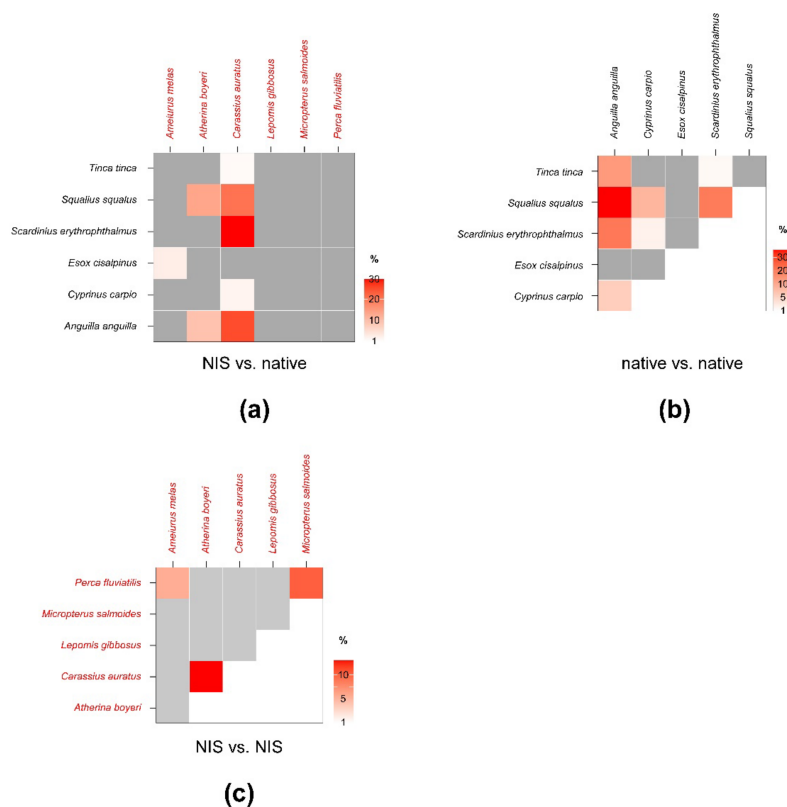 Ameiurus melas
Atherina boyeri
Carassius auratus
Lepomis gibbosus
Micropterus salmoides
Perca fluviatilis
Tinca tinca
Squalius squalus
Scardinius erythrophthalmus
Esox cisalpinus
Cyprinus carpio
Anguilla anguilla
%
30
20
10
1
NIS vs. native
(a)
Anguilla anguilla
Cyprinus carpio
Esox cisalpinus
Scardinius erythrophthalmus
Squalius squalus
Tinca tinca
Squalius squalus
Scardinius erythrophthalmus
Esox cisalpinus
Cyprinus carpio
%
30
20
10
5
1
native vs. native
(b)
Ameiurus melas
Atherina boyeri
Carassius auratus
Lepomis gibbosus
Micropterus salmoides
Perca fluviatilis
Micropterus salmoides
Lepomis gibbosus
Carassius auratus
Atherina boyeri
%
10
5
1
NIS vs. NIS
(c)